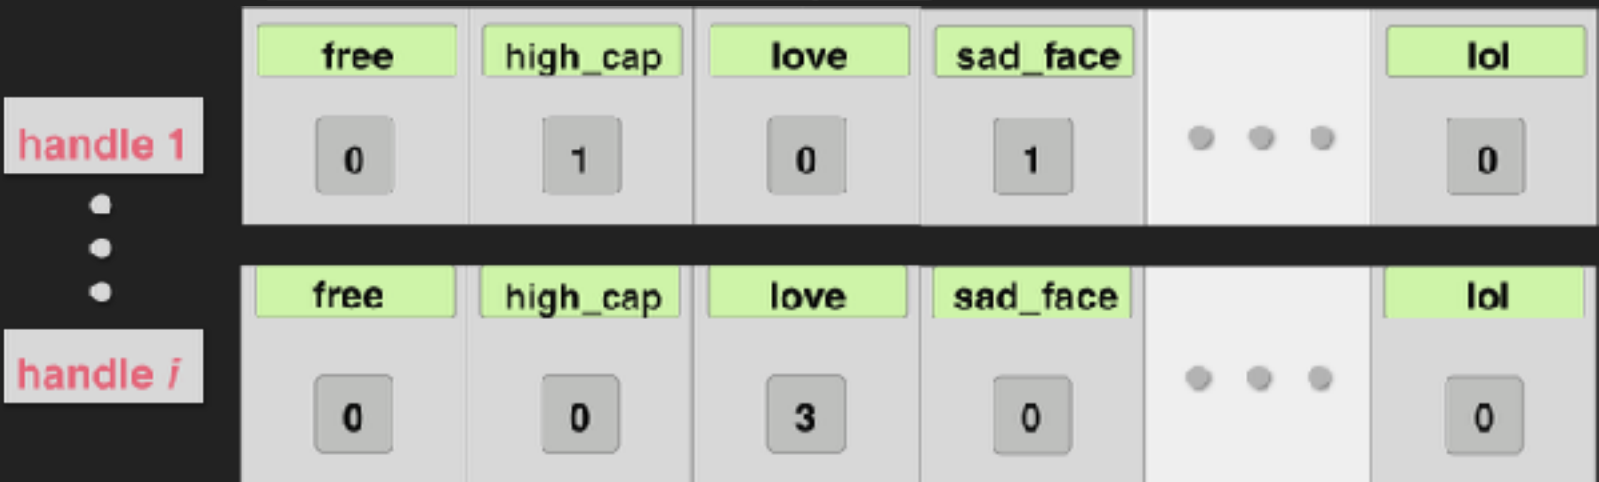 free high_cap love sad_face lol
handle 1
0 1 0 1 0
free high_cap love sad_face lol
handle i
0 0 3 0 0